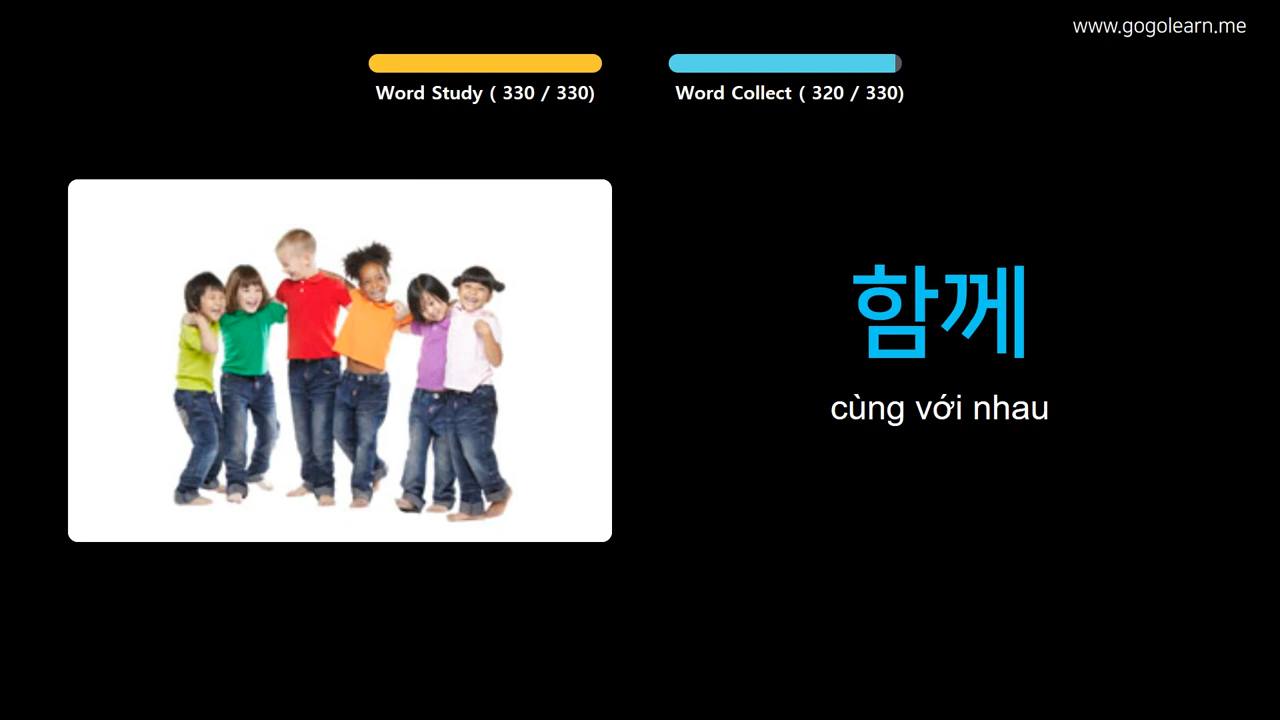 www.gogolearn.me
Word Study ( 330 / 330)
Word Collect ( 320 / 330)
함께
cùng với nhau